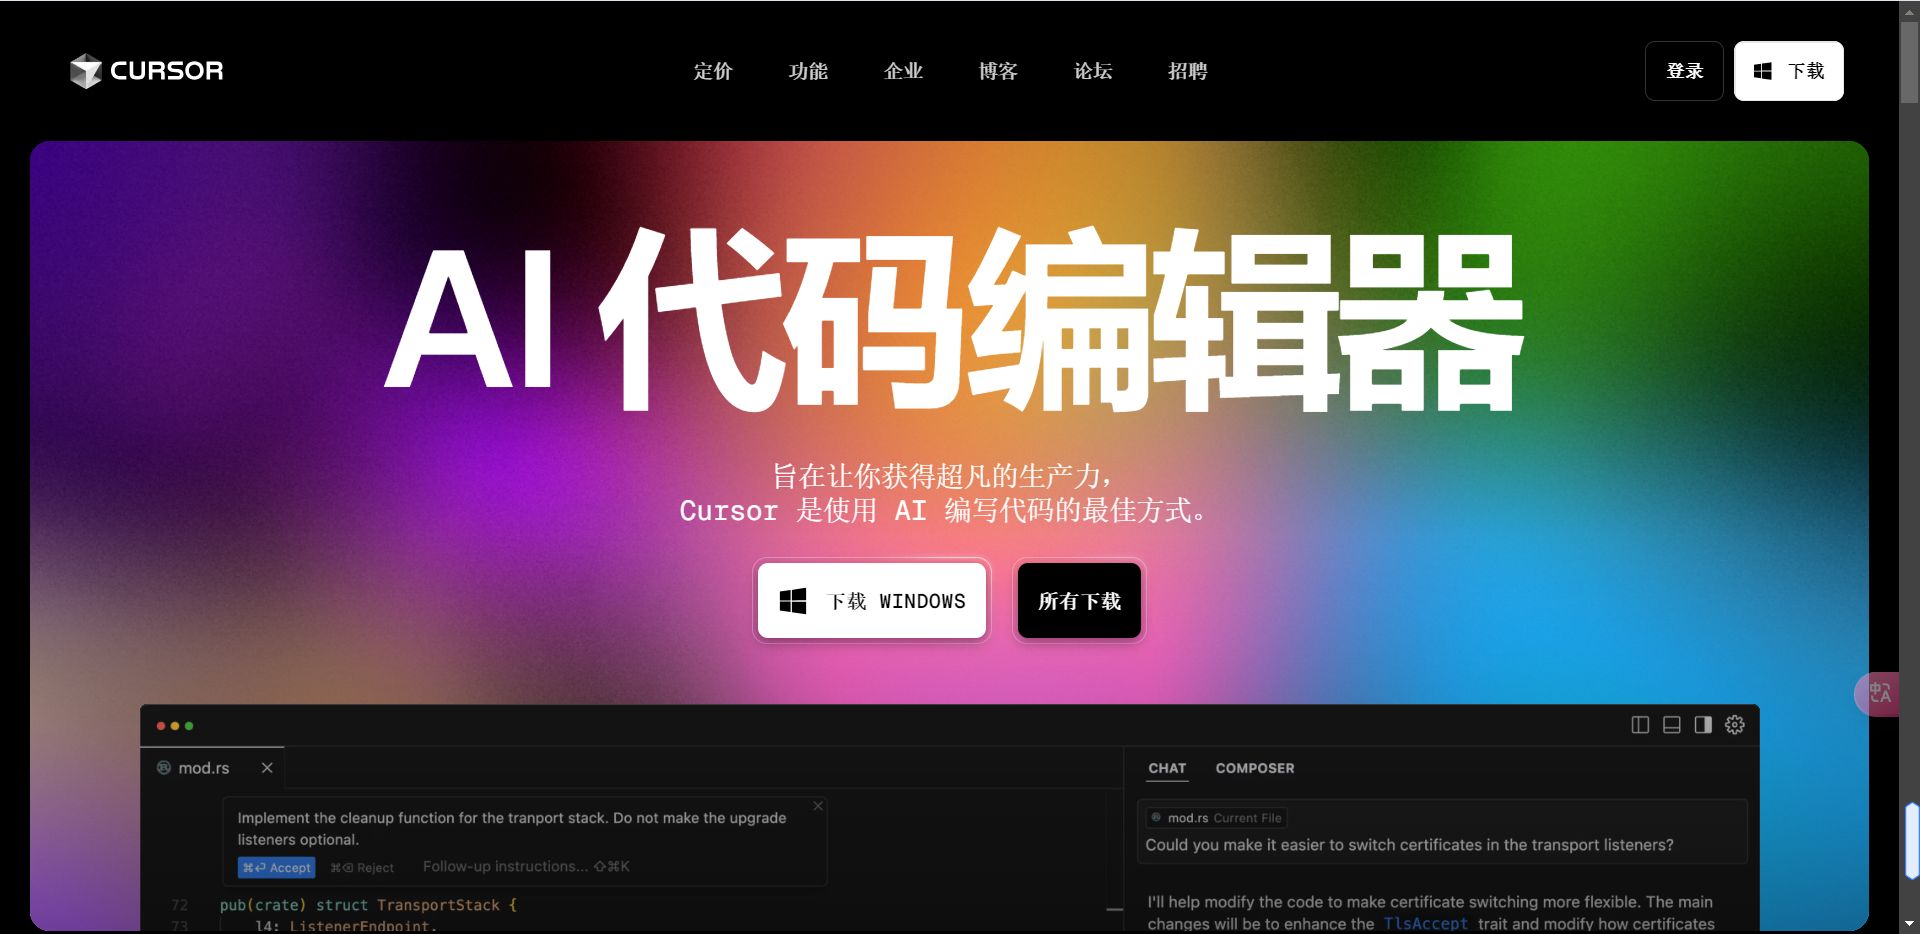 CURSOR
定价 功能 企业 博客 论坛 招聘
登录
下载
AI 代码编辑器
旨在让你获得超凡的生产力，
Cursor 是使用 AI 编写代码的最佳方式。
下载 WINDOWS
所有下载
mod.rs
Implement the cleanup function for the tranport stack. Do not make the upgrade
listeners optional.
⌘⏎ Accept ⌘⌫ Reject Follow-up instructions... ⇧⌘K
72 pub(crate) struct TransportStack {
73 l4: ListenerEndpoint,
CHAT COMPOSER
mod.rs Current File
Could you make it easier to switch certificates in the transport listeners?
I'll help modify the code to make certificate switching more flexible. The main
changes will be to enhance the TlsAccept trait and modify how certificates
中A